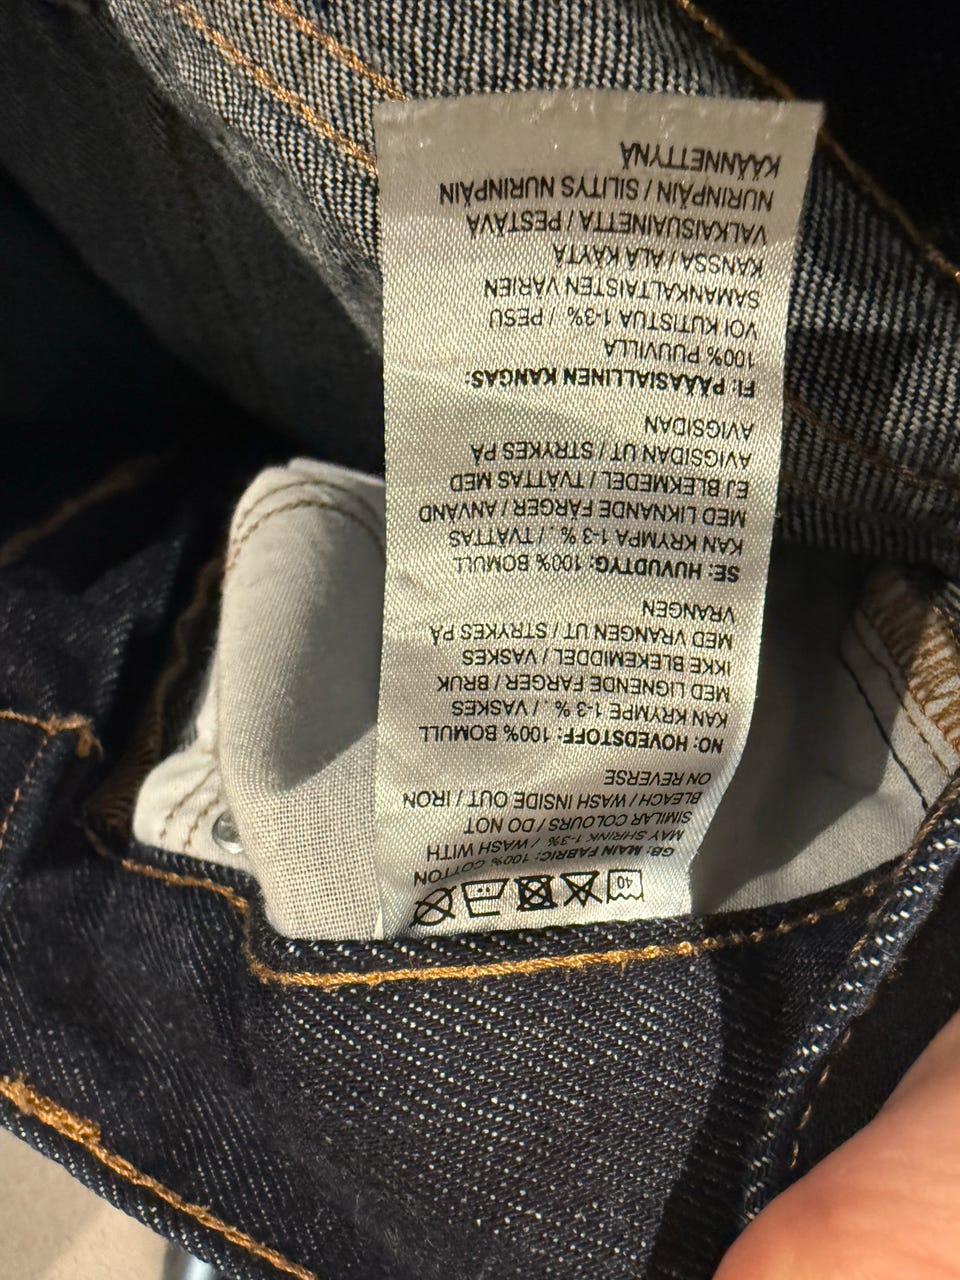 40
GB: MAIN FABRIC: 100% COTTON
MAY SHRINK 1-3% / WASH WITH
SIMILAR COLOURS / DO NOT
BLEACH / WASH INSIDE OUT / IRON
ON REVERSE
NO: HOVEDSTOFF: 100% BOMULL
KAN KRYMPE 1-3 % . / VASKES
MED LIGNENDE FARGER / BRUK
IKKE BLEKEMIDDEL / VASKES
MED VRANGEN UT / STRYKES PÅ
VRANGEN
SE: HUVUDTYG: 100% BOMULL
KAN KRYMPA 1-3 % . / TVÄTTAS
MED LIKNANDE FÄRGER / ANVÄND
EJ BLEKMEDEL / TVÄTTAS MED
AVIGSIDAN UT / STRYKES PÅ
AVIGSIDAN
FI: PÄÄASIALLINEN KANGAS:
100% PUUVILLA
VOI KUTISTUA 1-3% / PESU
SAMANKALTAISTEN VÄRIEN
KANSSA / ÄLÄ KÄYTÄ
VALKAISUAINETTA / PESTÄVÄ
NURINPÄIN / SILITYS NURINPÄIN
KÄÄNNETTYNÄ